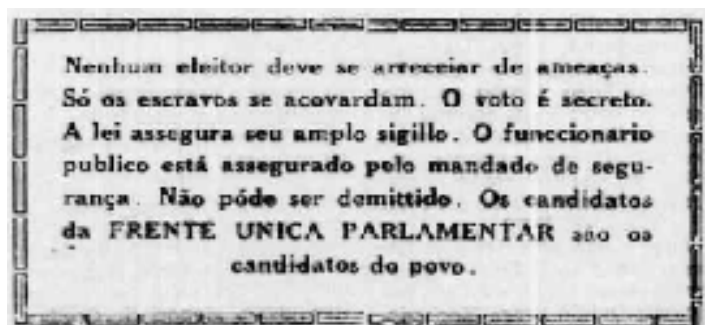 Nenhum eleitor deve se arreceiar de ameaças.
Só os escravos se acovardam. O voto é secreto.
A lei assegura seu amplo sigillo. O funccionario
publico está assegurado pelo mandado de segu-
rança. Não póde ser demittido. Os candidatos
da FRENTE UNICA PARLAMENTAR são os
candidatos do povo.